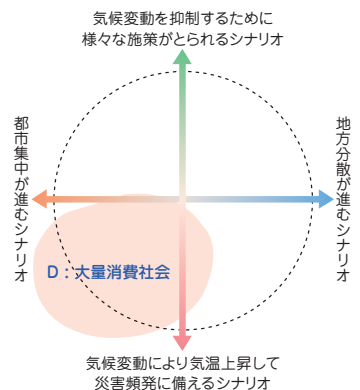 気候変動を抑制するために
様々な施策がとられるシナリオ
都市集中が進むシナリオ
地方分散が進むシナリオ
D：大量消費社会
気候変動により気温上昇して
災害頻発に備えるシナリオ